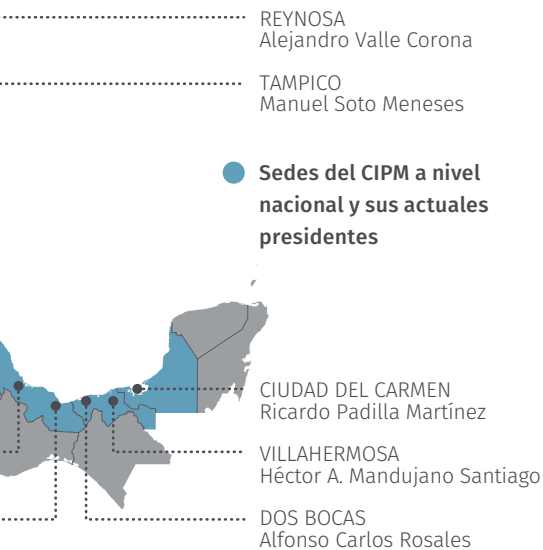 REYNOSA
Alejandro Valle Corona
TAMPICO
Manuel Soto Meneses
Sedes del CIPM a nivel
nacional y sus actuales
presidentes
CIUDAD DEL CARMEN
Ricardo Padilla Martínez
VILLAHERMOSA
Héctor A. Mandujano Santiago
DOS BOCAS
Alfonso Carlos Rosales